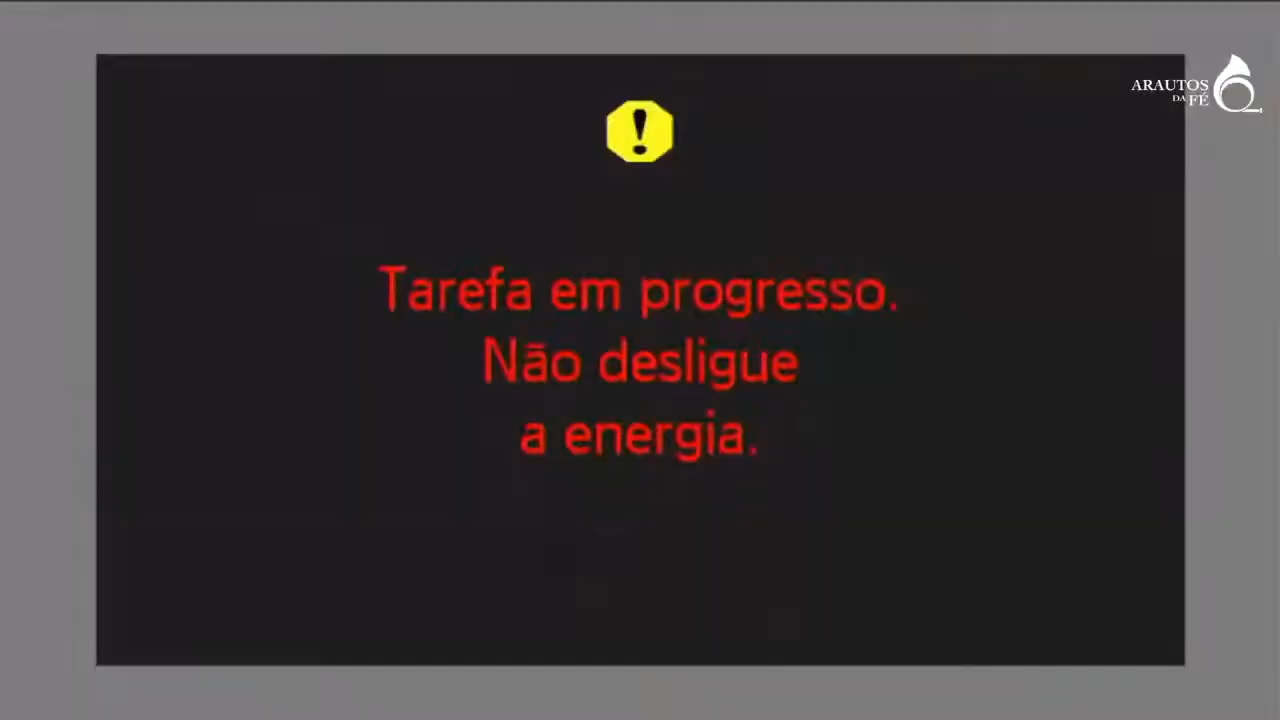 !
ARAUTOS
DA FÉ
Tarefa em progresso.
Não desligue
a energia.